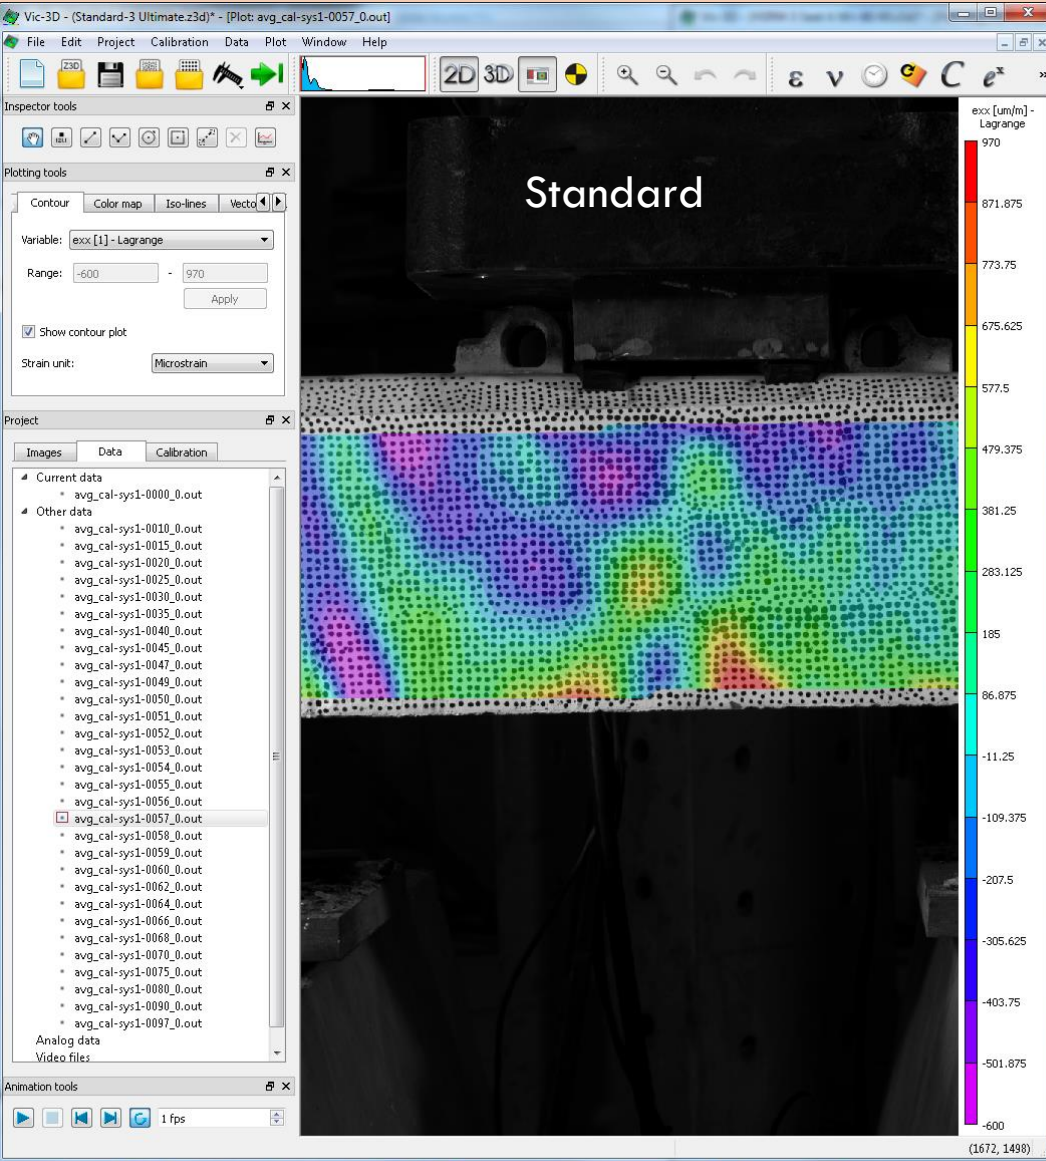 Vic-3D - (Standard-3 Ultimate.z3d)* - [Plot: avg_cal-sys1-0057_0.out]
File Edit Project Calibration Data Plot Window Help
Z3D
2D 3D
ε ν C eˣ »
Inspector tools
Plotting tools
Contour Color map Iso-lines Vecto
Variable: exx [1] - Lagrange
Range: -600 - 970
Apply
Show contour plot
Strain unit: Microstrain
Project
Images Data Calibration
Current data
avg_cal-sys1-0000_0.out
Other data
avg_cal-sys1-0010_0.out
avg_cal-sys1-0015_0.out
avg_cal-sys1-0020_0.out
avg_cal-sys1-0025_0.out
avg_cal-sys1-0030_0.out
avg_cal-sys1-0035_0.out
avg_cal-sys1-0040_0.out
avg_cal-sys1-0045_0.out
avg_cal-sys1-0047_0.out
avg_cal-sys1-0049_0.out
avg_cal-sys1-0050_0.out
avg_cal-sys1-0051_0.out
avg_cal-sys1-0052_0.out
avg_cal-sys1-0053_0.out
avg_cal-sys1-0054_0.out
avg_cal-sys1-0055_0.out
avg_cal-sys1-0056_0.out
avg_cal-sys1-0057_0.out
avg_cal-sys1-0058_0.out
avg_cal-sys1-0059_0.out
avg_cal-sys1-0060_0.out
avg_cal-sys1-0062_0.out
avg_cal-sys1-0064_0.out
avg_cal-sys1-0066_0.out
avg_cal-sys1-0068_0.out
avg_cal-sys1-0070_0.out
avg_cal-sys1-0075_0.out
avg_cal-sys1-0080_0.out
avg_cal-sys1-0090_0.out
avg_cal-sys1-0097_0.out
Analog data
Video files
Animation tools
1 fps
Standard
exx [um/m] -
Lagrange
970
871.875
773.75
675.625
577.5
479.375
381.25
283.125
185
86.875
-11.25
-109.375
-207.5
-305.625
-403.75
-501.875
-600
(1672, 1498)